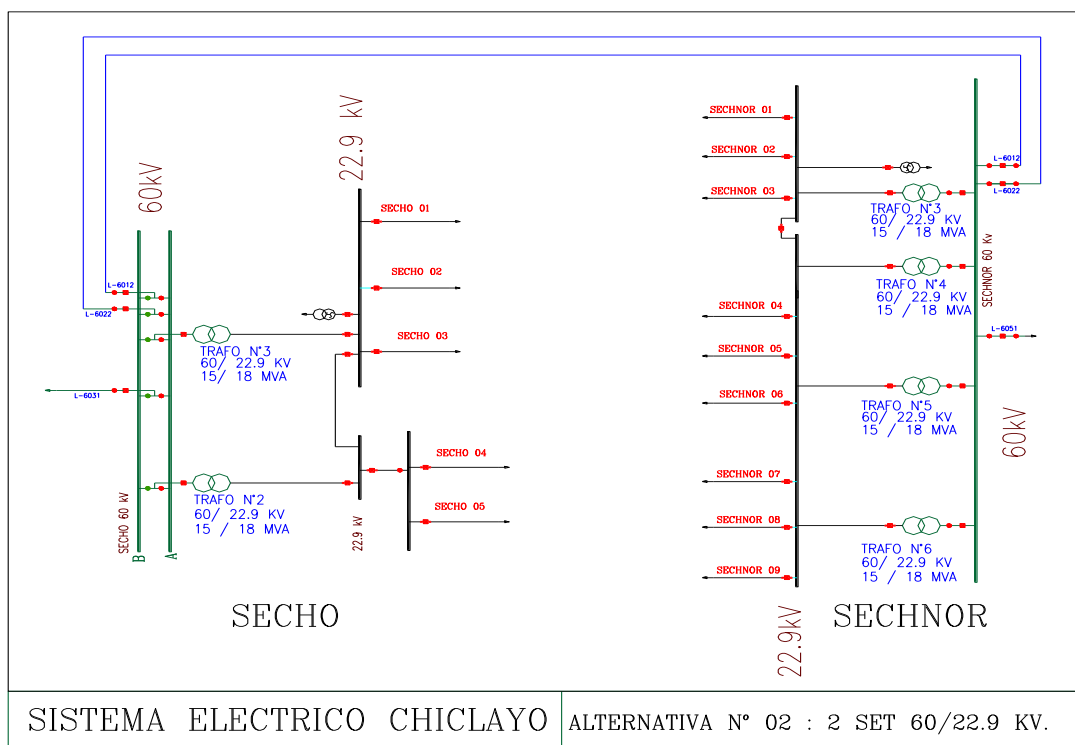 22.9 kV
60kV
SECHO 01
SECHO 02
SECHO 03
L-6012
L-6022
TRAFO N°3
60/ 22.9 KV
15/ 18 MVA
L-6031
SECHO 04
SECHO 05
TRAFO N°2
60/ 22.9 KV
15 / 18 MVA
SECHO 60 kV
22.9 kV
B
A
SECHO
SECHNOR 01
SECHNOR 02
SECHNOR 03
L-6012
L-6022
TRAFO N°3
60/ 22.9 KV
15 / 18 MVA
SECHNOR 60 Kv
TRAFO N°4
60/ 22.9 KV
15 / 18 MVA
SECHNOR 04
L-6051
SECHNOR 05
SECHNOR 06
TRAFO N°5
60/ 22.9 KV
15 / 18 MVA
60kV
SECHNOR 07
SECHNOR 08
SECHNOR 09
TRAFO N°6
60/ 22.9 KV
15 / 18 MVA
22.9kV
SECHNOR
SISTEMA ELECTRICO CHICLAYO
ALTERNATIVA N° 02 : 2 SET 60/22.9 KV.